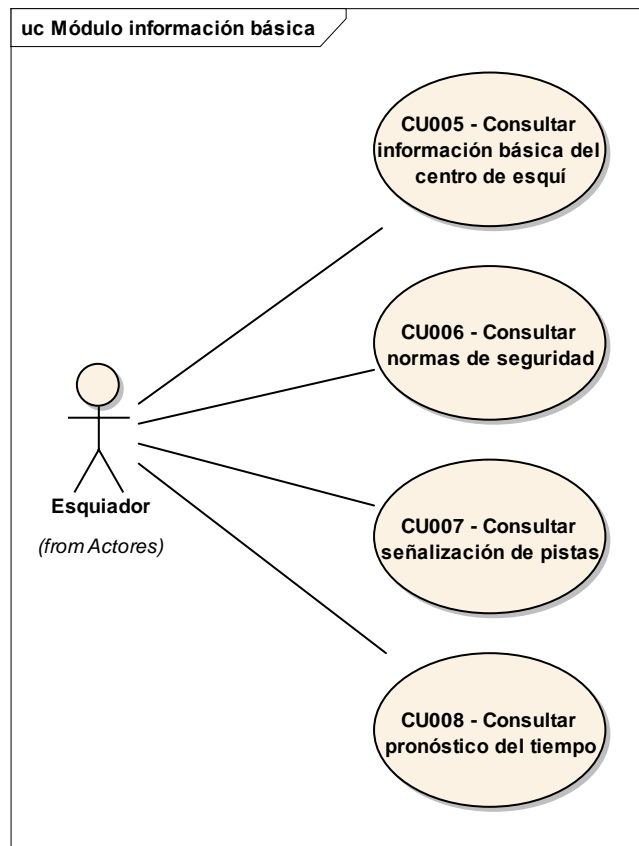 uc Módulo información básica
CU005 - Consultar
información básica del
centro de esquí
CU006 - Consultar
normas de seguridad
Esquiador
(from Actores)
CU007 - Consultar
señalización de pistas
CU008 - Consultar
pronóstico del tiempo